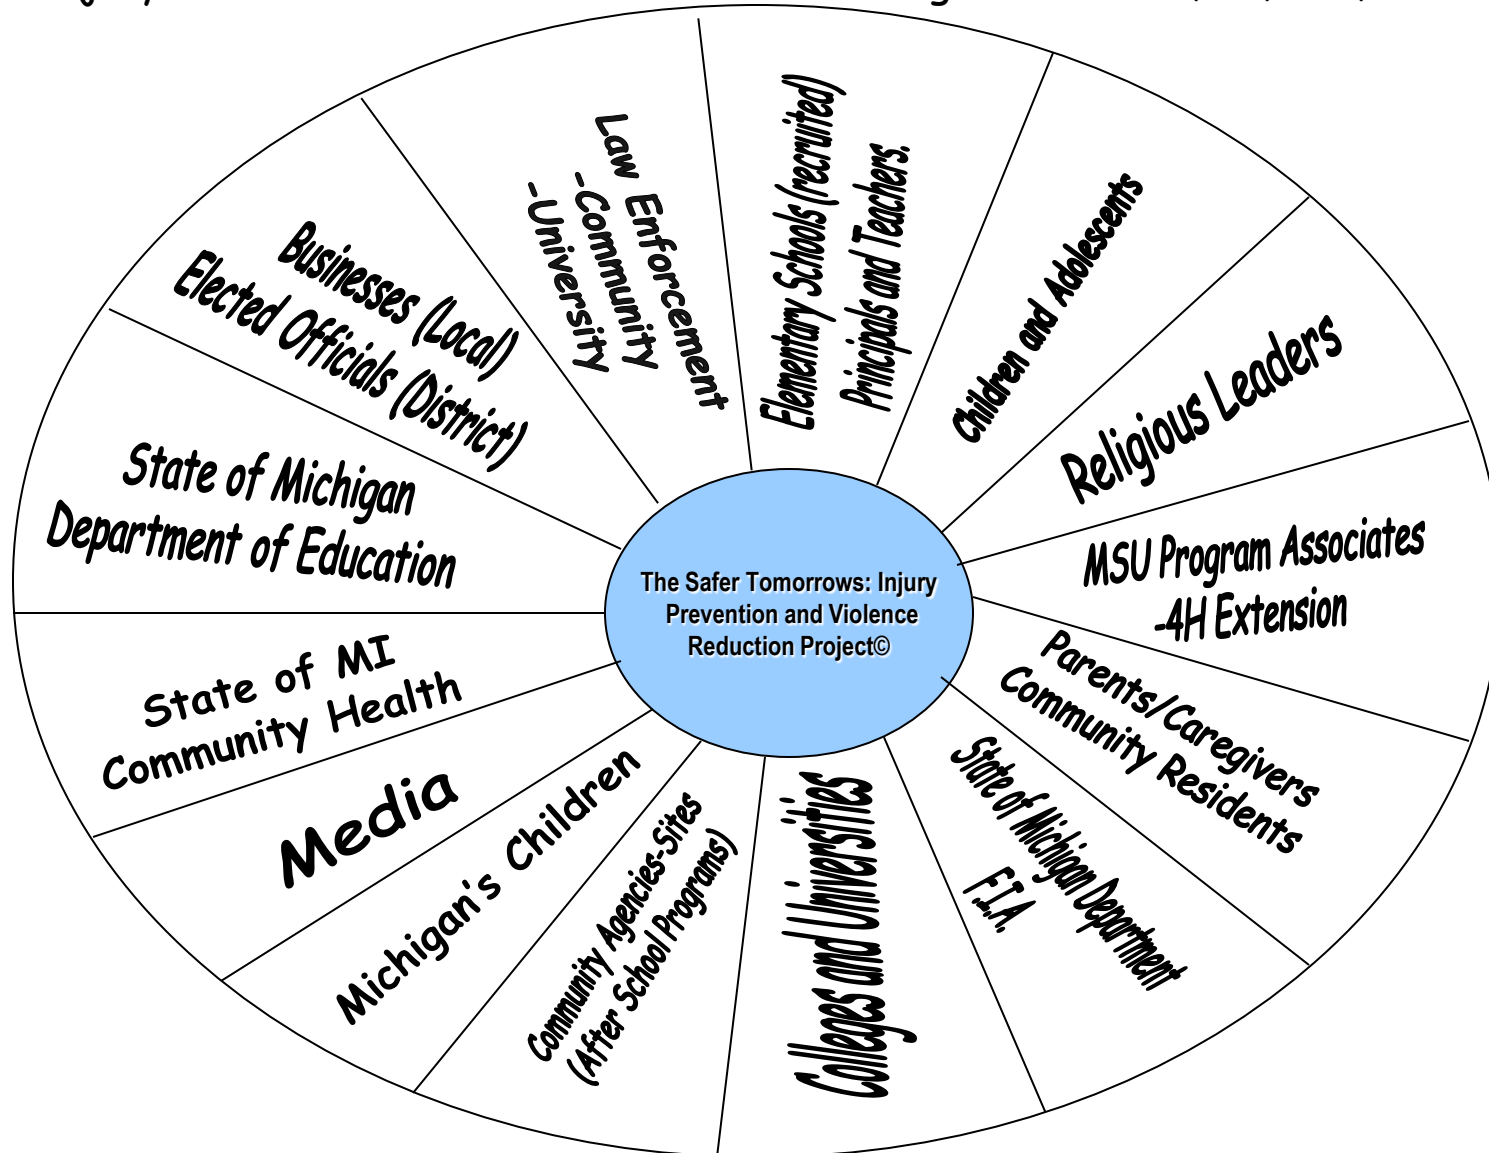 Law Enforcement
-Community
-University
Elementary Schools (recruited)
Principals and Teachers.
Children and Adolescents
Religious Leaders
MSU Program Associates
-4H Extension
Parents/Caregivers
Community Residents
State of Michigan Department
F.I.A.
Colleges and Universities
Community Agencies-Sites
(After School Programs)
Michigan's Children
Media
State of MI
Community Health
State of Michigan
Department of Education
Businesses (Local)
Elected Officials (District)
The Safer Tomorrows: Injury
Prevention and Violence
Reduction Project©